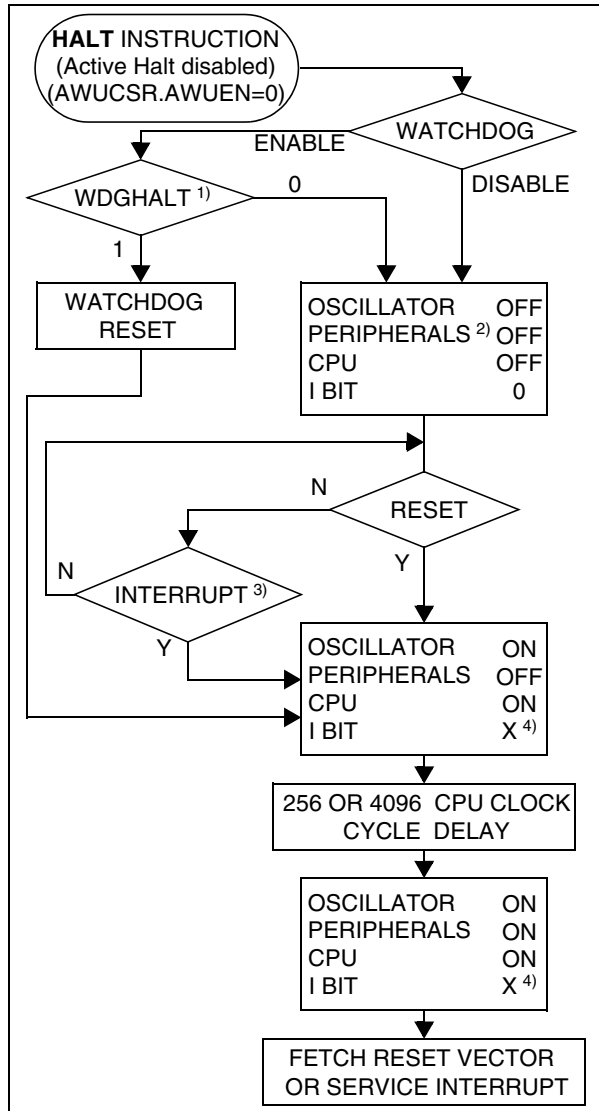 HALT INSTRUCTION
(Active Halt disabled)
(AWUCSR.AWUEN=0)
WATCHDOG
ENABLE
DISABLE
WDGHALT 1)
0
1
WATCHDOG
RESET
OSCILLATOR OFF
PERIPHERALS 2) OFF
CPU OFF
I BIT 0
N
RESET
Y
N
INTERRUPT 3)
Y
OSCILLATOR ON
PERIPHERALS OFF
CPU ON
I BIT X 4)
256 OR 4096 CPU CLOCK
CYCLE DELAY
OSCILLATOR ON
PERIPHERALS ON
CPU ON
I BIT X 4)
FETCH RESET VECTOR
OR SERVICE INTERRUPT